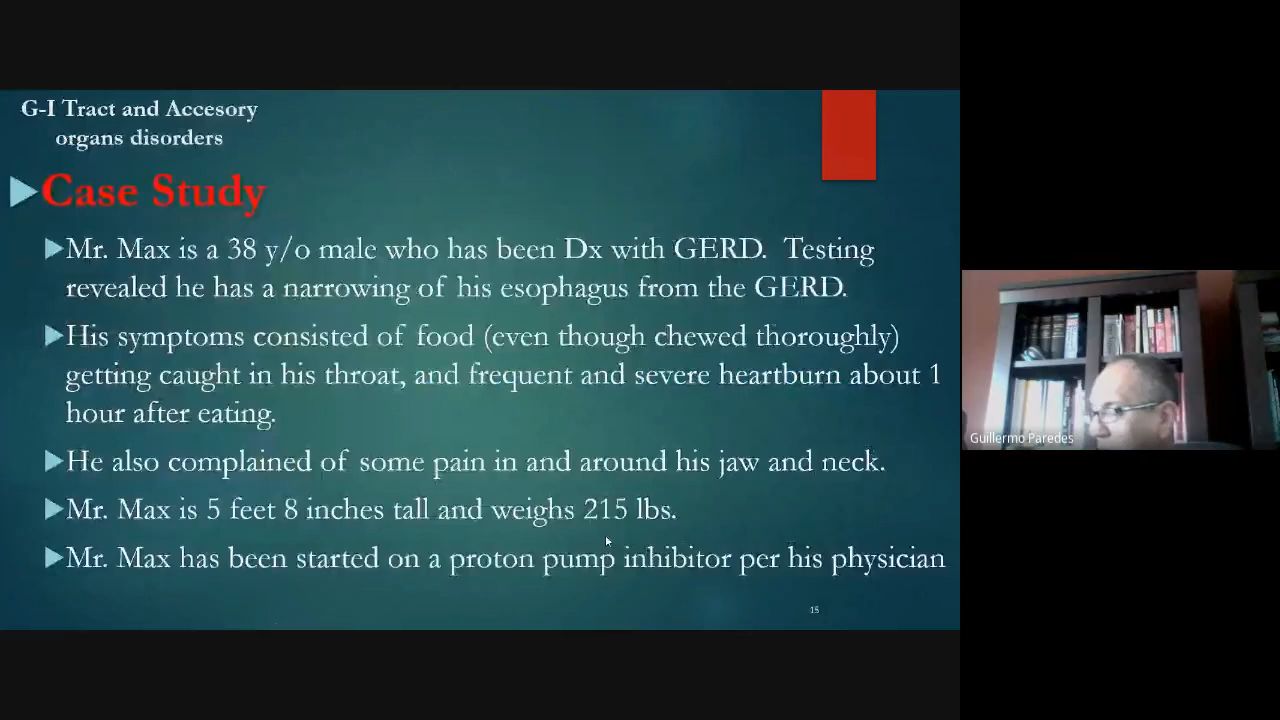 G-I Tract and Accesory
organs disorders
Case Study
Mr. Max is a 38 y/o male who has been Dx with GERD. Testing
revealed he has a narrowing of his esophagus from the GERD.
His symptoms consisted of food (even though chewed thoroughly)
getting caught in his throat, and frequent and severe heartburn about 1
hour after eating.
He also complained of some pain in and around his jaw and neck.
Mr. Max is 5 feet 8 inches tall and weighs 215 lbs.
Mr. Max has been started on a proton pump inhibitor per his physician
15
Guillermo Paredes